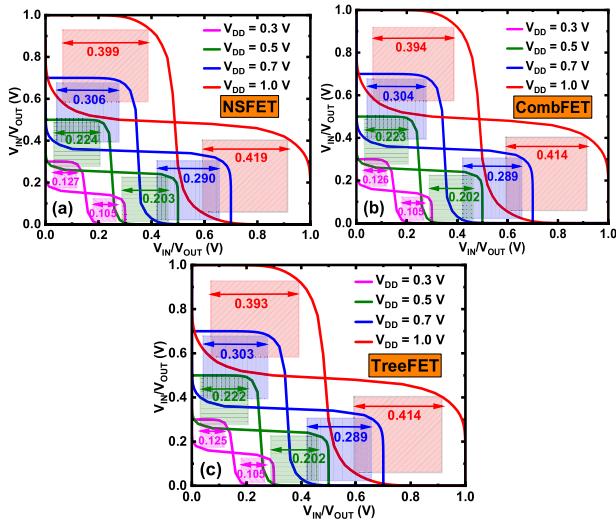 1.0
0.8
0.6
0.4
0.2
0.0
V_IN/V_OUT (V)
0.399
0.306
0.224
0.127
0.105
0.203
0.290
0.419
V_DD = 0.3 V
V_DD = 0.5 V
V_DD = 0.7 V
V_DD = 1.0 V
NSFET
(a)
0.0 0.2 0.4 0.6 0.8 1.0
V_IN/V_OUT (V)
1.0
0.8
0.6
0.4
0.2
0.0
V_IN/V_OUT (V)
0.394
0.304
0.223
0.126
0.105
0.202
0.289
0.414
V_DD = 0.3 V
V_DD = 0.5 V
V_DD = 0.7 V
V_DD = 1.0 V
CombFET
(b)
0.0 0.2 0.4 0.6 0.8 1.0
V_IN/V_OUT (V)
1.0
0.8
0.6
0.4
0.2
0.0
V_IN/V_OUT (V)
0.393
0.303
0.222
0.125
0.105
0.202
0.289
0.414
V_DD = 0.3 V
V_DD = 0.5 V
V_DD = 0.7 V
V_DD = 1.0 V
TreeFET
(c)
0.0 0.2 0.4 0.6 0.8 1.0
V_IN/V_OUT (V)